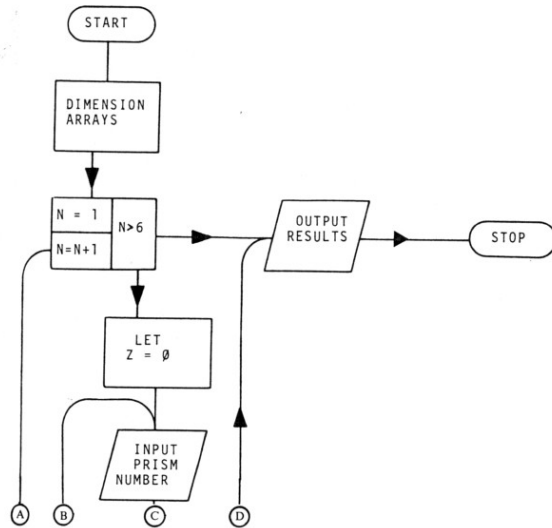 START
DIMENSION
ARRAYS
N = 1
N=N+1
N>6
OUTPUT
RESULTS
STOP
LET
Z = Ø
INPUT
PRISM
NUMBER
A
B
C
D